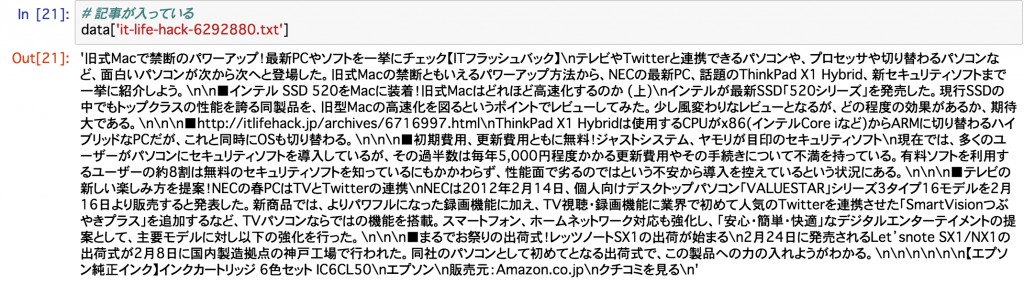 In [21]: # 記事が入っている
data['it-life-hack-6292880.txt']
Out[21]: '旧式Macで禁断のパワーアップ!最新PCやソフトを一挙にチェック【ITフラッシュバック】\nテレビやTwitterと連携できるパソコンや、プロセッサや切り替わるパソコンな
ど、面白いパソコンが次から次へと登場した。旧式Macの禁断ともいえるパワーアップ方法から、NECの最新PC、話題のThinkPad X1 Hybrid、新セキュリティソフトまで
一挙に紹介しよう。\n\n■インテル SSD 520をMacに装着!旧式Macはどれほど高速化するのか (上)\nインテルが最新SSD「520シリーズ」を発売した。現行SSDの
中でもトップクラスの性能を誇る同製品を、旧型Macの高速化を図るというポイントでレビューしてみた。少し風変わりなレビューとなるが、どの程度の効果があるか、期待
大である。\n\n\n■http://itlifehack.jp/archives/6716997.html\nThinkPad X1 Hybridは使用するCPUがx86(インテルCore iなど)からARMに切り替わるハイ
ブリッドなPCだが、これと同時にOSも切り替わる。\n\n\n■初期費用、更新費用ともに無料!ジャストシステム、ヤモリが目印のセキュリティソフト\n現在では、多くのユ
ーザーがパソコンにセキュリティソフトを導入しているが、その過半数は毎年5,000円程度かかる更新費用やその手続きについて不満を持っている。有料ソフトを利用す
るユーザーの約8割は無料のセキュリティソフトを知っているにもかかわらず、性能面で劣るのではという不安から導入を控えているという状況にある。\n\n\n■テレビの
新しい楽しみ方を提案!NECの春PCはTVとTwitterの連携\nNECは2012年2月14日、個人向けデスクトップパソコン「VALUESTAR」シリーズ3タイプ16モデルを2月
16日より販売すると発表した。新商品では、よりパワフルになった録画機能に加え、TV視聴・録画機能に業界で初めて人気のTwitterを連携させた「SmartVisionつぶ
やきプラス」を追加するなど、TVパソコンならではの機能を搭載。スマートフォン、ホームネットワーク対応も強化し、「安心・簡単・快適」なデジタルエンターテイメントの提
案として、主要モデルに対し以下の強化を行った。\n\n\n■まるでお祭りの出荷式!レッツノートSX1の出荷が始まる\n2月24日に発売されるLet'snote SX1/NX1の
出荷式が2月8日に国内製造拠点の神戸工場で行われた。同社のパソコンとして初めてとなる出荷式で、この製品への力の入れようがわかる。\n\n\n\n\n\n【エプソ
ン純正インク】インクカートリッジ 6色セット IC6CL50\nエプソン\n販売元:Amazon.co.jp\nクチコミを見る\n'